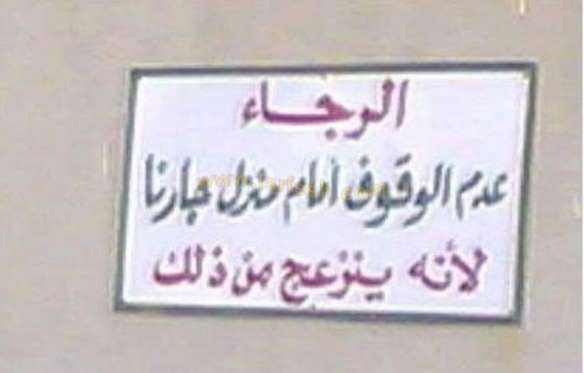 الرجاء
عدم الوقوف أمام منزل جارنا
لأنه ينزعج من ذلك